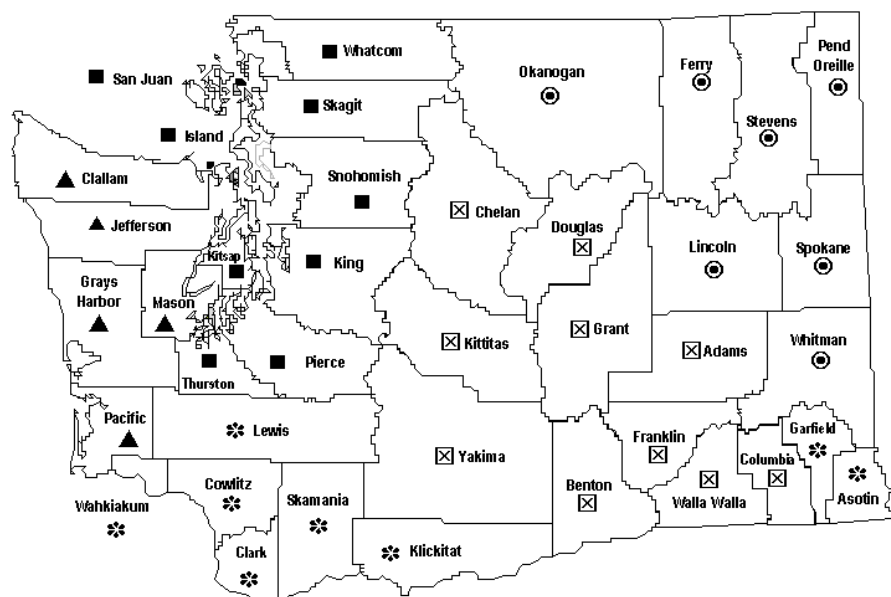 Whatcom
Pend
Oreille
San Juan
Okanogan
Ferry
Skagit
Stevens
Island
Clallam
Snohomish
Chelan
Jefferson
Douglas
Lincoln
Spokane
Kitsap
King
Grays
Harbor
Mason
Grant
Whitman
Kittitas
Adams
Thurston
Pierce
Pacific
Lewis
Franklin
Garfield
Yakima
Columbia
Cowlitz
Skamania
Benton
Walla Walla
Asotin
Wahkiakum
Clark
Klickitat